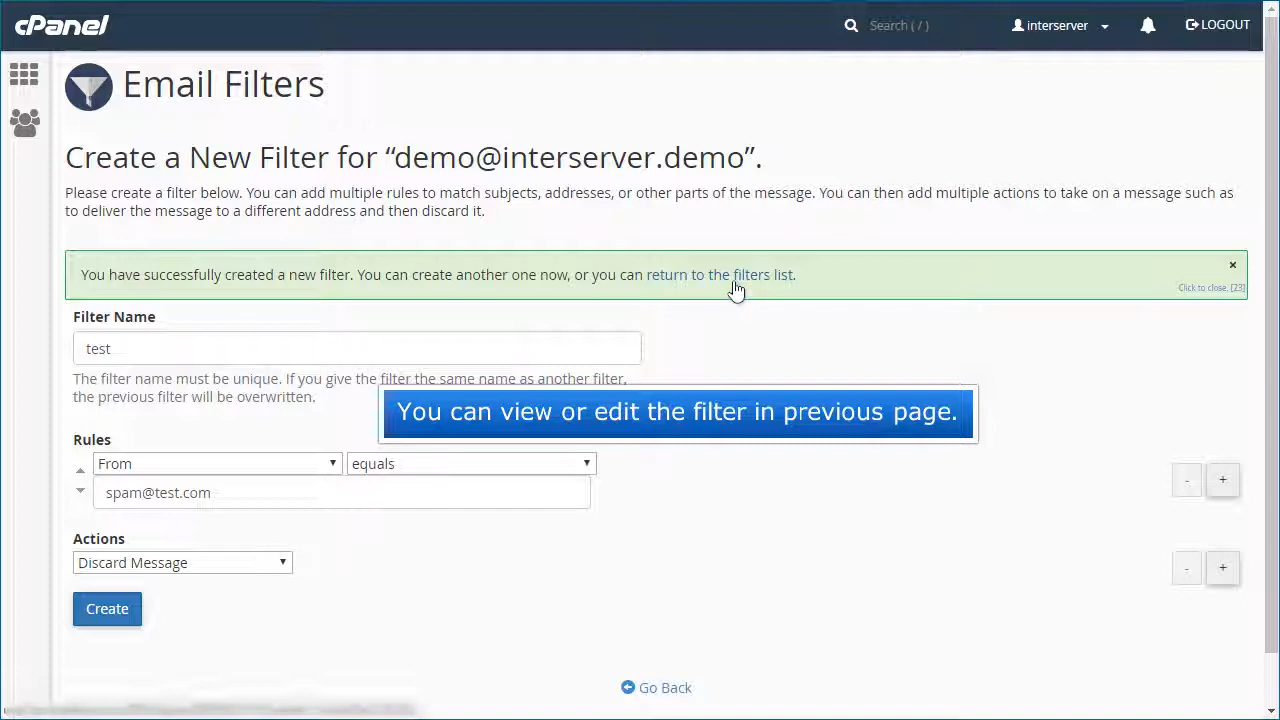 cPanel
Search ( / )
interserver
LOGOUT
Email Filters
Create a New Filter for “demo@interserver.demo”.
Please create a filter below. You can add multiple rules to match subjects, addresses, or other parts of the message. You can then add multiple actions to take on a message such as
to deliver the message to a different address and then discard it.
You have successfully created a new filter. You can create another one now, or you can return to the filters list.
×
Click to close. [23]
Filter Name
test
The filter name must be unique. If you give the filter the same name as another filter,
the previous filter will be overwritten.
You can view or edit the filter in previous page.
Rules
From
equals
spam@test.com
-
+
Actions
Discard Message
-
+
Create
Go Back